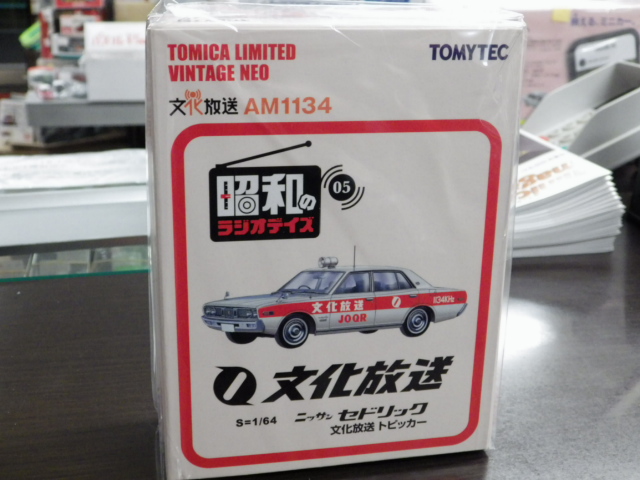 TOMICA LIMITED
VINTAGE NEO
TOMYTEC
文化放送 AM1134
昭和の
ラジオデイズ
05
文化放送
JOQR
1134KHz
文化放送
S=1/64
ニッサン セドリック
文化放送 トピッカー